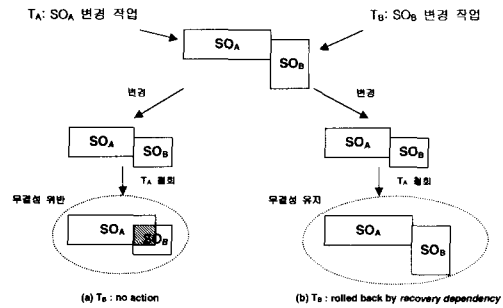 TA: SOA 변경 작업
TB: SOB 변경 작업
SOA
SOB
변경
변경
SOA
SOB
SOA
SOB
TA 철회
TA 철회
무결성 위반
무결성 유지
SOA
SOB
SOA
SOB
(a) TB : no action
(b) TB : rolled back by recovery dependency